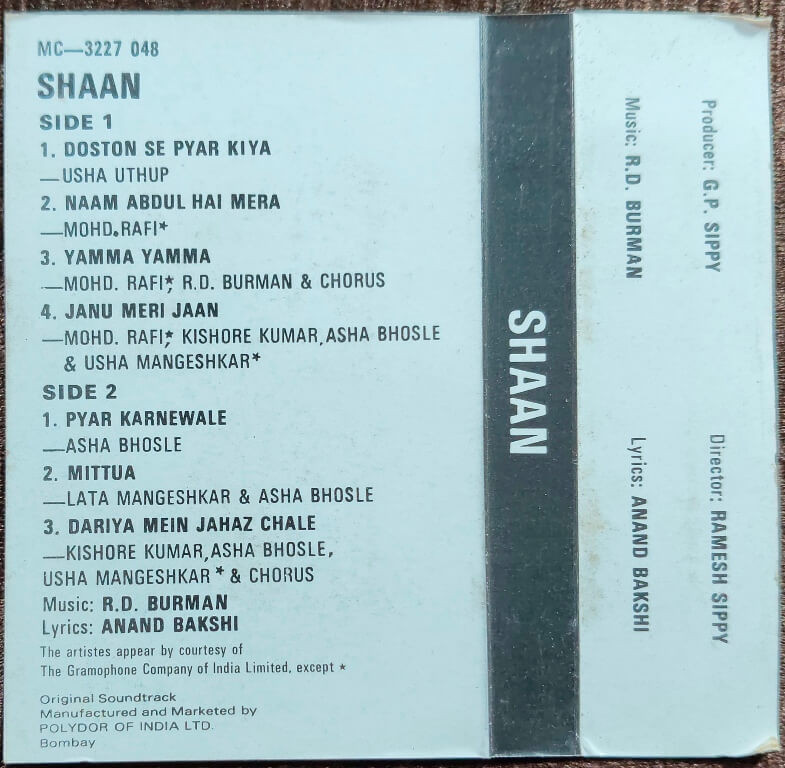 MC—3227 048
SHAAN
SIDE 1
1. DOSTON SE PYAR KIYA
—USHA UTHUP
2. NAAM ABDUL HAI MERA
—MOHD. RAFI*
3. YAMMA YAMMA
—MOHD. RAFI*, R.D. BURMAN & CHORUS
4. JANU MERI JAAN
—MOHD. RAFI*, KISHORE KUMAR, ASHA BHOSLE
& USHA MANGESHKAR*
SIDE 2
1. PYAR KARNEWALE
—ASHA BHOSLE
2. MITTUA
—LATA MANGESHKAR & ASHA BHOSLE
3. DARIYA MEIN JAHAZ CHALE
—KISHORE KUMAR, ASHA BHOSLE,
USHA MANGESHKAR * & CHORUS
Music: R.D. BURMAN
Lyrics: ANAND BAKSHI
The artistes appear by courtesy of
The Gramophone Company of India Limited, except *
Original Soundtrack
Manufactured and Marketed by
POLYDOR OF INDIA LTD.
Bombay
SHAAN
Producer: G.P. SIPPY
Director: RAMESH SIPPY
Music: R.D. BURMAN
Lyrics: ANAND BAKSHI